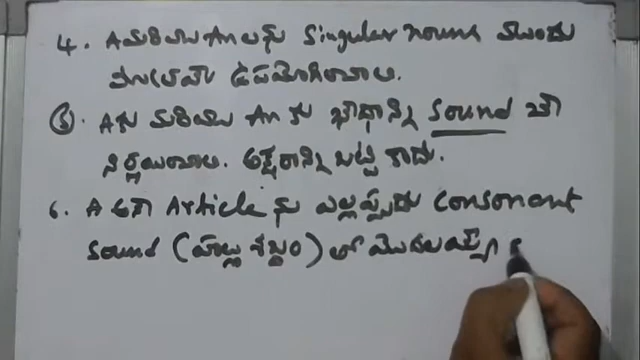 4. A మరియు An లను Singular nouns ముందు
మాత్రమే ఉపయోగించాలి.
5. A ను మరియు An ను వాడాన్ని Sound బట్టి
నిర్ణయించాలి. అక్షరాన్ని బట్టి కాదు.
6. A అనే Article ను ఎల్లప్పుడు Consonant
Sound (హల్లు శబ్దం) తో మొదలయ్యే